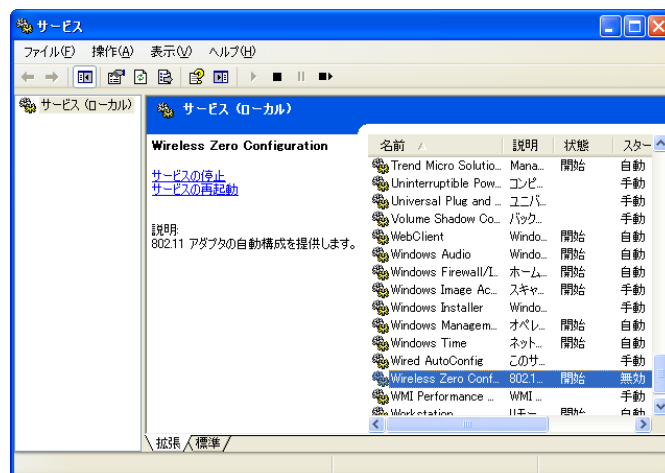 サービス
ファイル(F) 操作(A) 表示(V) ヘルプ(H)
サービス (ローカル)
サービス (ローカル)
Wireless Zero Configuration
サービスの停止
サービスの再起動
説明:
802.11 アダプタの自動構成を提供します。
名前 説明 状態 スター
Trend Micro Solutio... Mana... 開始 自動
Uninterruptible Pow... コンピ... 手動
Universal Plug and ... ユニバ... 手動
Volume Shadow Co... バック... 手動
WebClient Windo... 開始 自動
Windows Audio Windo... 開始 自動
Windows Firewall/I... ホーム... 開始 自動
Windows Image Ac... スキャ... 開始 自動
Windows Installer Windo... 手動
Windows Managem... オペレ... 開始 自動
Windows Time ネット... 開始 自動
Wired AutoConfig このサ... 手動
Wireless Zero Conf... 802.1... 開始 無効
WMI Performance ... WMI ... 手動
Workstation リモー... 開始 自動
拡張 標準